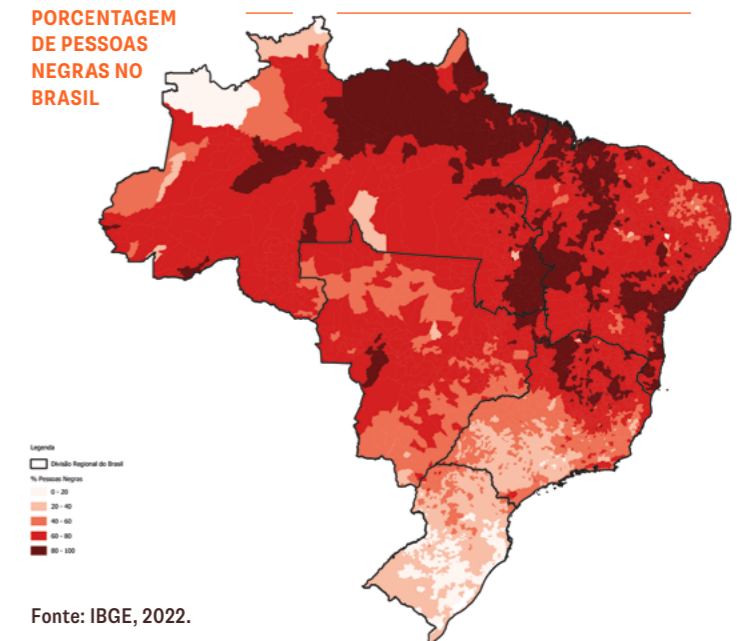 PORCENTAGEM
DE PESSOAS
NEGRAS NO
BRASIL
Legenda
Divisão Regional do Brasil
% Pessoas Negras
0 - 20
20 - 40
40 - 60
60 - 80
80 - 100
Fonte: IBGE, 2022.